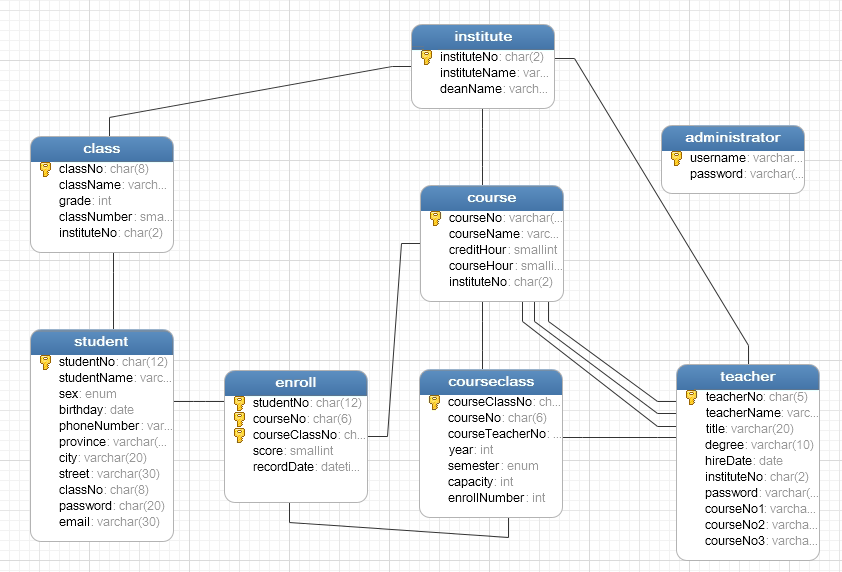 institute
instituteNo: char(2)
instituteName: var...
deanName: varch...
administrator
username: varchar...
password: varchar(...
class
classNo: char(8)
className: varch...
grade: int
classNumber: sma...
instituteNo: char(2)
course
courseNo: varchar(...
courseName: varc...
creditHour: smallint
courseHour: smalli...
instituteNo: char(2)
student
studentNo: char(12)
studentName: varc...
sex: enum
birthday: date
phoneNumber: var...
province: varchar(...
city: varchar(20)
street: varchar(30)
classNo: char(8)
password: char(20)
email: varchar(30)
enroll
studentNo: char(12)
courseNo: char(6)
courseClassNo: ch...
score: smallint
recordDate: dateti...
courseclass
courseClassNo: ch...
courseNo: char(6)
courseTeacherNo: ...
year: int
semester: enum
capacity: int
enrollNumber: int
teacher
teacherNo: char(5)
teacherName: varc...
title: varchar(20)
degree: varchar(10)
hireDate: date
instituteNo: char(2)
password: varchar(...
courseNo1: varcha...
courseNo2: varcha...
courseNo3: varcha...